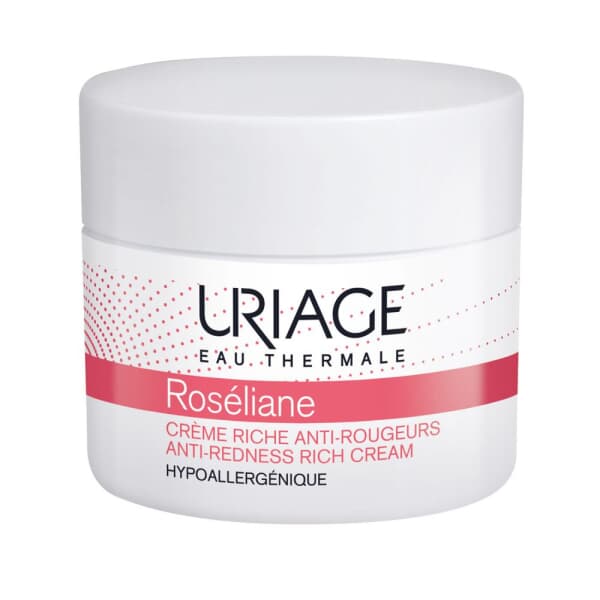 URIAGE
EAU THERMALE
Roséliane
CRÈME RICHE ANTI-ROUGEURS
ANTI-REDNESS RICH CREAM
HYPOALLERGÉNIQUE